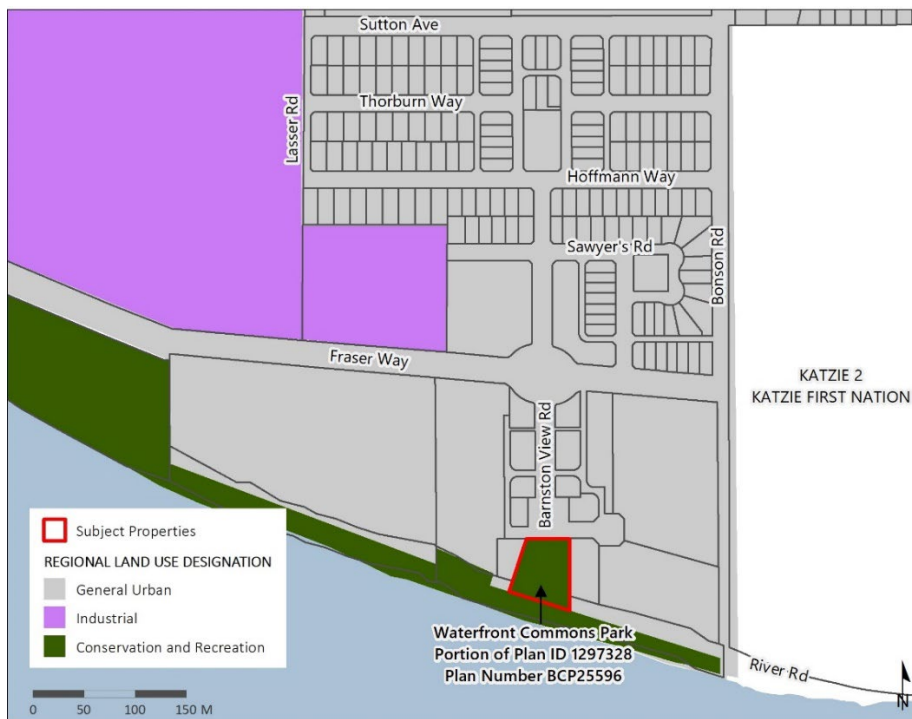 Sutton Ave
Thorburn Way
Lasser Rd
Hoffmann Way
Sawyer's Rd
Bonson Rd
Fraser Way
KATZIE 2
KATZIE FIRST NATION
Barnston View Rd
Subject Properties
REGIONAL LAND USE DESIGNATION
General Urban
Industrial
Conservation and Recreation
Waterfront Commons Park
Portion of Plan ID 1297328
Plan Number BCP25596
River Rd
N
0 50 100 150 M